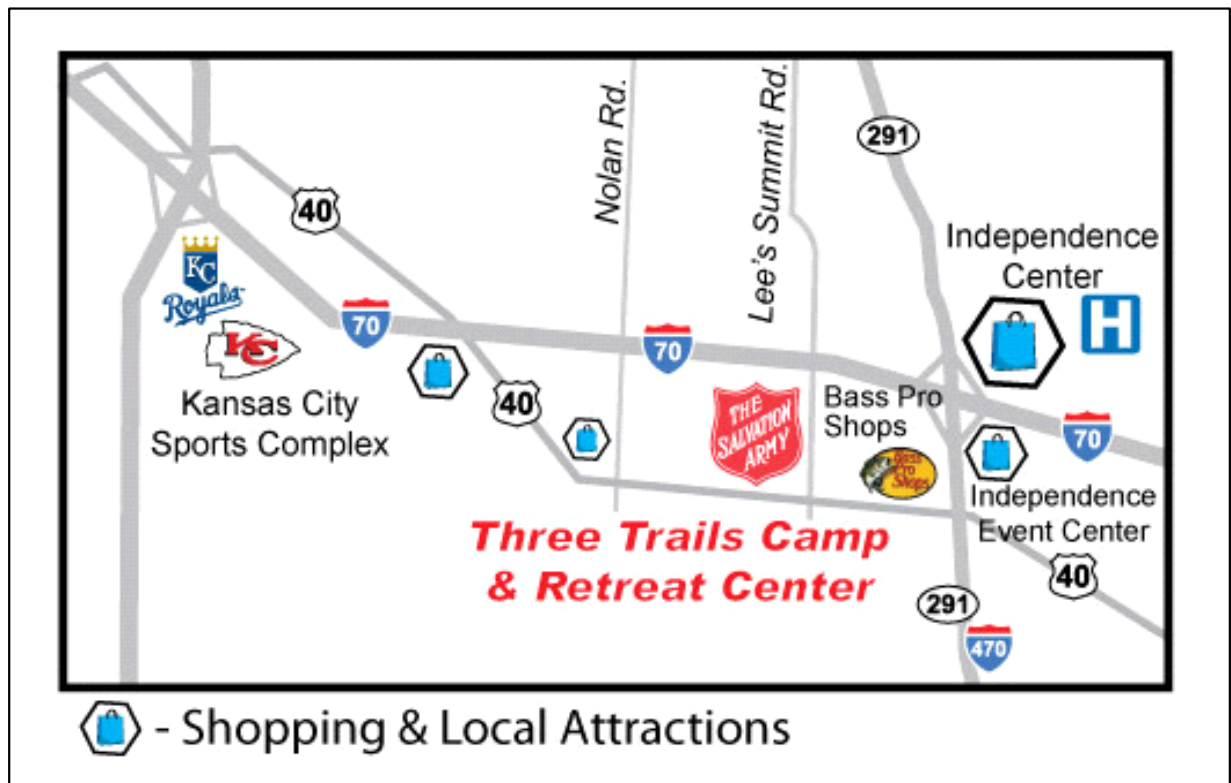 Nolan Rd.
Lee's Summit Rd.
291
40
Independence
Center
H
KC
Royals
KC
70
70
Kansas City
Sports Complex
40
THE
SALVATION
ARMY
Bass Pro
Shops
Bass
Pro
Shops
70
Independence
Event Center
Three Trails Camp
& Retreat Center
40
291
470
- Shopping & Local Attractions